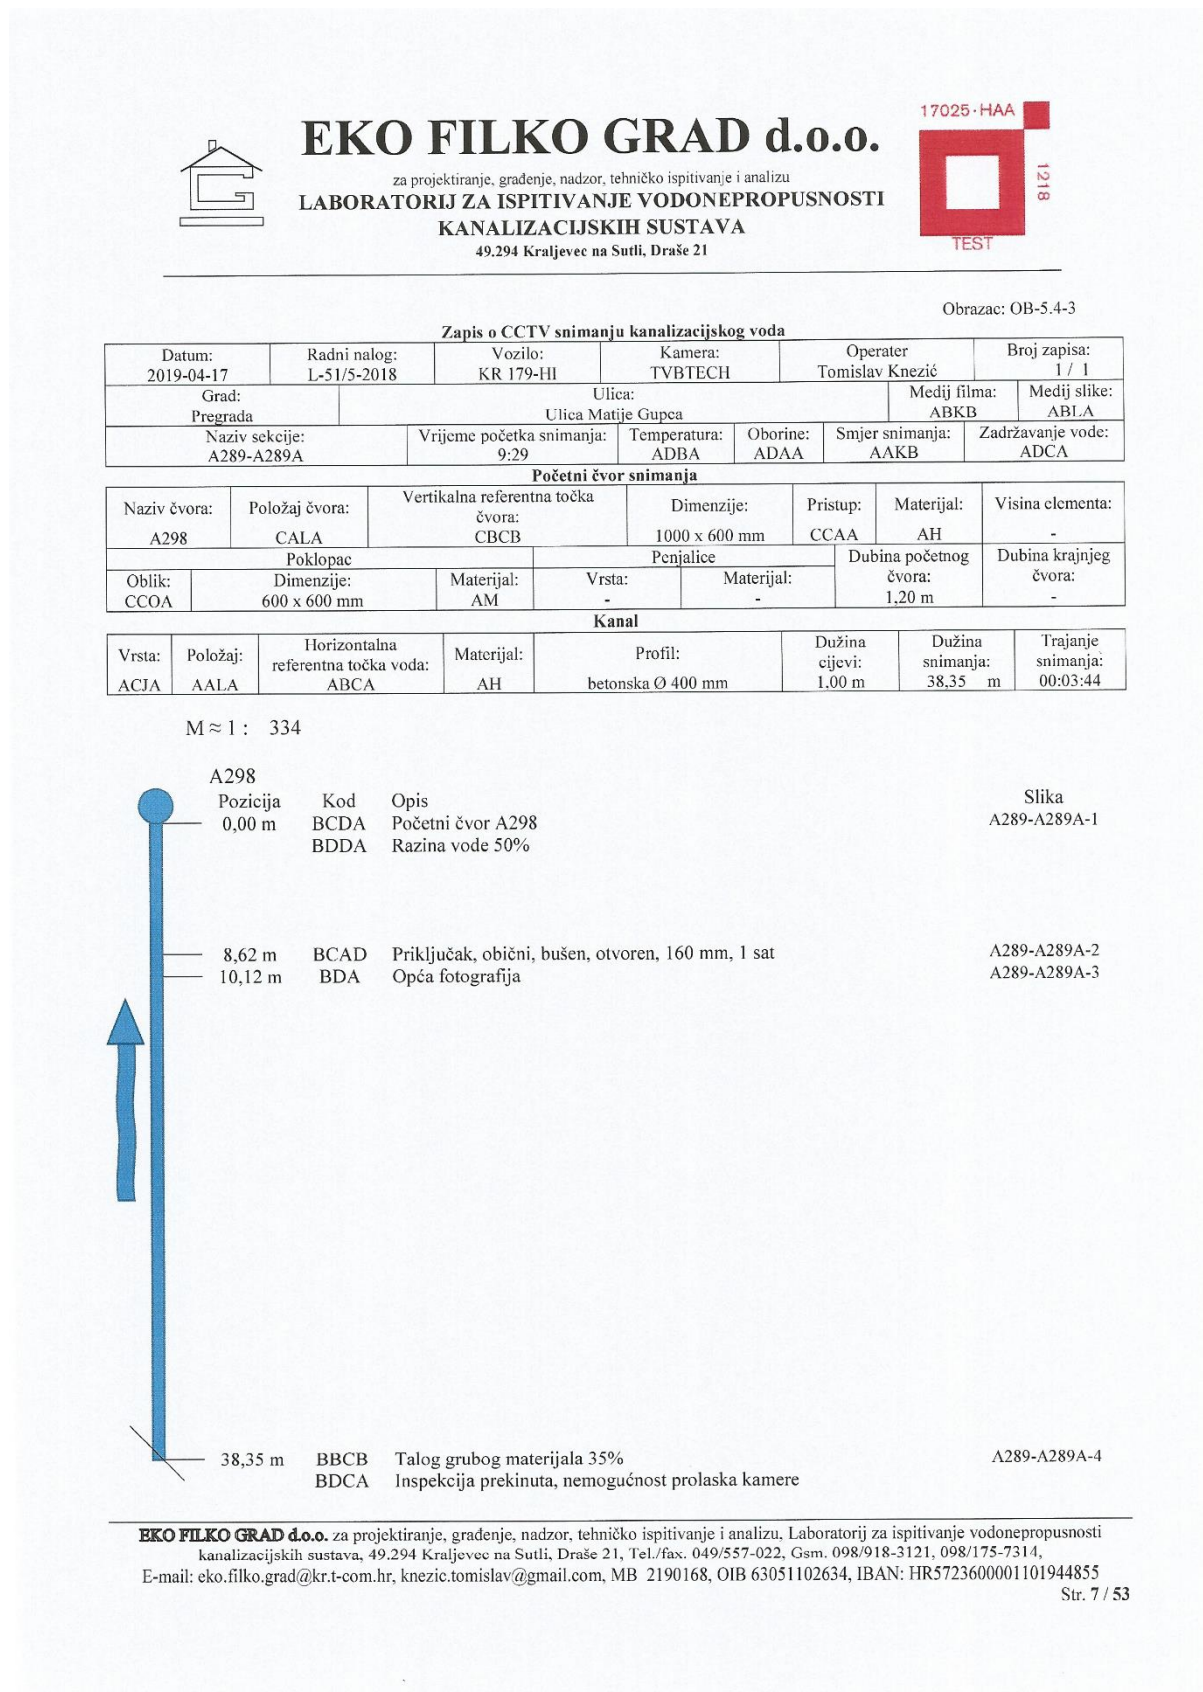 17025·HAA
1218
TEST
EKO FILKO GRAD d.o.o.
za projektiranje, građenje, nadzor, tehničko ispitivanje i analizu
LABORATORIJ ZA ISPITIVANJE VODONEPROPUSNOSTI
KANALIZACIJSKIH SUSTAVA
49.294 Kraljevec na Sutli, Draše 21
Obrazac: OB-5.4-3
Zapis o CCTV snimanju kanalizacijskog voda
Datum: Radni nalog: Vozilo: Kamera: Operater Broj zapisa:
2019-04-17 L-51/5-2018 KR 179-HI TVBTECH Tomislav Knezić 1 / 1
Grad: Ulica: Medij filma: Medij slike:
Pregrada Ulica Matije Gupca ABKB ABLA
Naziv sekcije: Vrijeme početka snimanja: Temperatura: Oborine: Smjer snimanja: Zadržavanje vode:
A289-A289A 9:29 ADBA ADAA AAKB ADCA
Početni čvor snimanja
Naziv čvora: Položaj čvora: Vertikalna referentna točka čvora: Dimenzije: Pristup: Materijal: Visina elementa:
A298 CALA CBCB 1000 x 600 mm CCAA AH -
Poklopac Penjalice Dubina početnog čvora: Dubina krajnjeg čvora:
Oblik: Dimenzije: Materijal: Vrsta: Materijal:
CCOA 600 x 600 mm AM - - 1,20 m -
Kanal
Vrsta: Položaj: Horizontalna referentna točka voda: Materijal: Profil: Dužina cijevi: Dužina snimanja: Trajanje snimanja:
ACJA AALA ABCA AH betonska Ø 400 mm 1,00 m 38,35 m 00:03:44
M ≈ 1 : 334
A298
Pozicija Kod Opis Slika
0,00 m BCDA Početni čvor A298 A289-A289A-1
BDDA Razina vode 50%
8,62 m BCAD Priključak, obični, bušen, otvoren, 160 mm, 1 sat A289-A289A-2
10,12 m BDA Opća fotografija A289-A289A-3
38,35 m BBCB Talog grubog materijala 35% A289-A289A-4
BDCA Inspekcija prekinuta, nemogućnost prolaska kamere
EKO FILKO GRAD d.o.o. za projektiranje, građenje, nadzor, tehničko ispitivanje i analizu, Laboratorij za ispitivanje vodonepropusnosti
kanalizacijskih sustava, 49.294 Kraljevec na Sutli, Draše 21, Tel./fax. 049/557-022, Gsm. 098/918-3121, 098/175-7314,
E-mail: eko.filko.grad@kr.t-com.hr, knezic.tomislav@gmail.com, MB 2190168, OIB 63051102634, IBAN: HR5723600001101944855
Str. 7 / 53